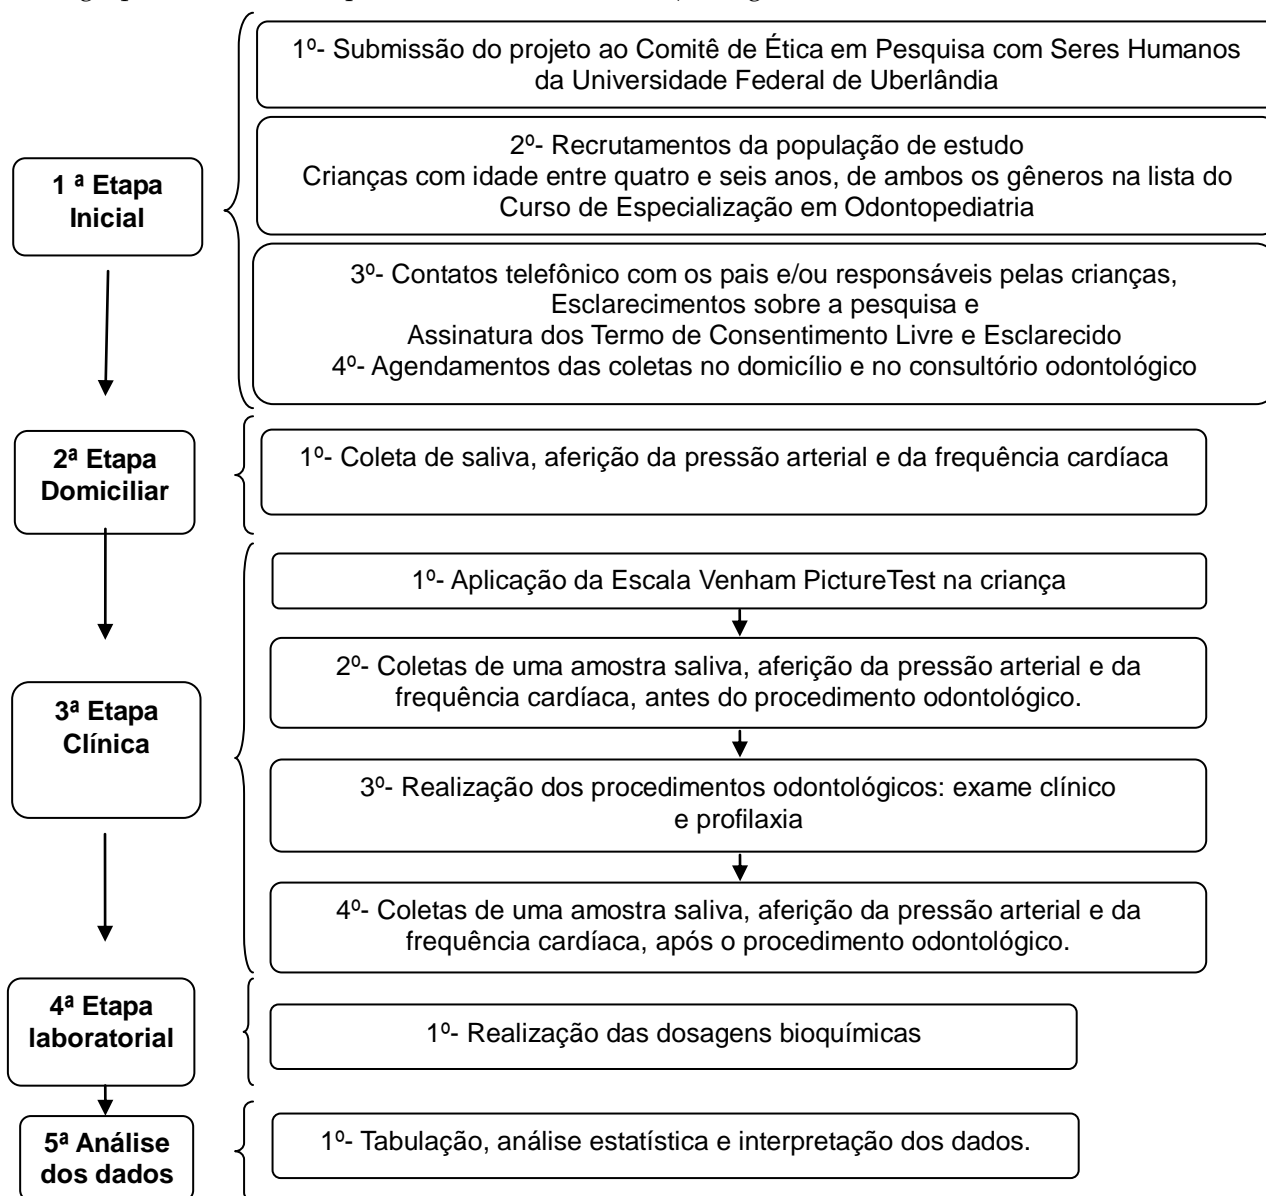 1º- Submissão do projeto ao Comitê de Ética em Pesquisa com Seres Humanos
da Universidade Federal de Uberlândia
2º- Recrutamentos da população de estudo
Crianças com idade entre quatro e seis anos, de ambos os gêneros na lista do
Curso de Especialização em Odontopediatria
1 ª Etapa
Inicial
3º- Contatos telefônico com os pais e/ou responsáveis pelas crianças,
Esclarecimentos sobre a pesquisa e
Assinatura dos Termo de Consentimento Livre e Esclarecido
4º- Agendamentos das coletas no domicílio e no consultório odontológico
2ª Etapa
Domiciliar
1º- Coleta de saliva, aferição da pressão arterial e da frequência cardíaca
1º- Aplicação da Escala Venham PictureTest na criança
2º- Coletas de uma amostra saliva, aferição da pressão arterial e da
frequência cardíaca, antes do procedimento odontológico.
3ª Etapa
Clínica
3º- Realização dos procedimentos odontológicos: exame clínico
e profilaxia
4º- Coletas de uma amostra saliva, aferição da pressão arterial e da
frequência cardíaca, após o procedimento odontológico.
4ª Etapa
laboratorial
1º- Realização das dosagens bioquímicas
5ª Análise
dos dados
1º- Tabulação, análise estatística e interpretação dos dados.